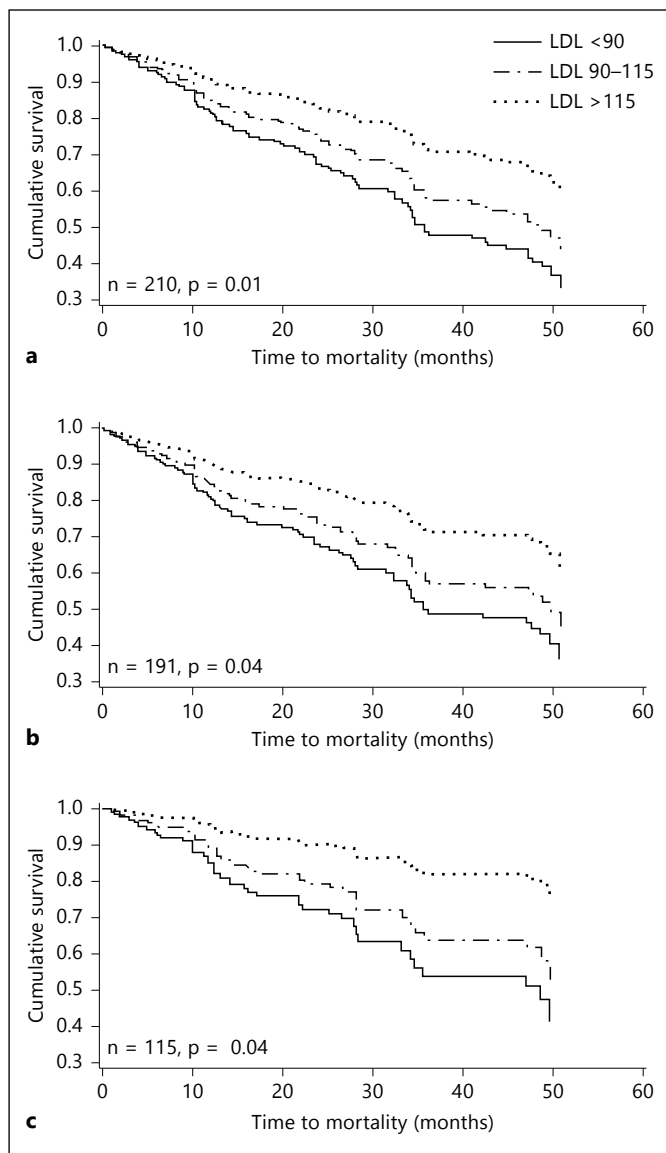 LDL <90
LDL 90–115
LDL >115
1.0
0.9
0.8
0.7
0.6
0.5
0.4
0.3
Cumulative survival
n = 210, p = 0.01
0 10 20 30 40 50 60
Time to mortality (months)
a
1.0
0.9
0.8
0.7
0.6
0.5
0.4
0.3
Cumulative survival
n = 191, p = 0.04
0 10 20 30 40 50 60
Time to mortality (months)
b
1.0
0.9
0.8
0.7
0.6
0.5
0.4
0.3
Cumulative survival
n = 115, p = 0.04
0 10 20 30 40 50 60
Time to mortality (months)
c